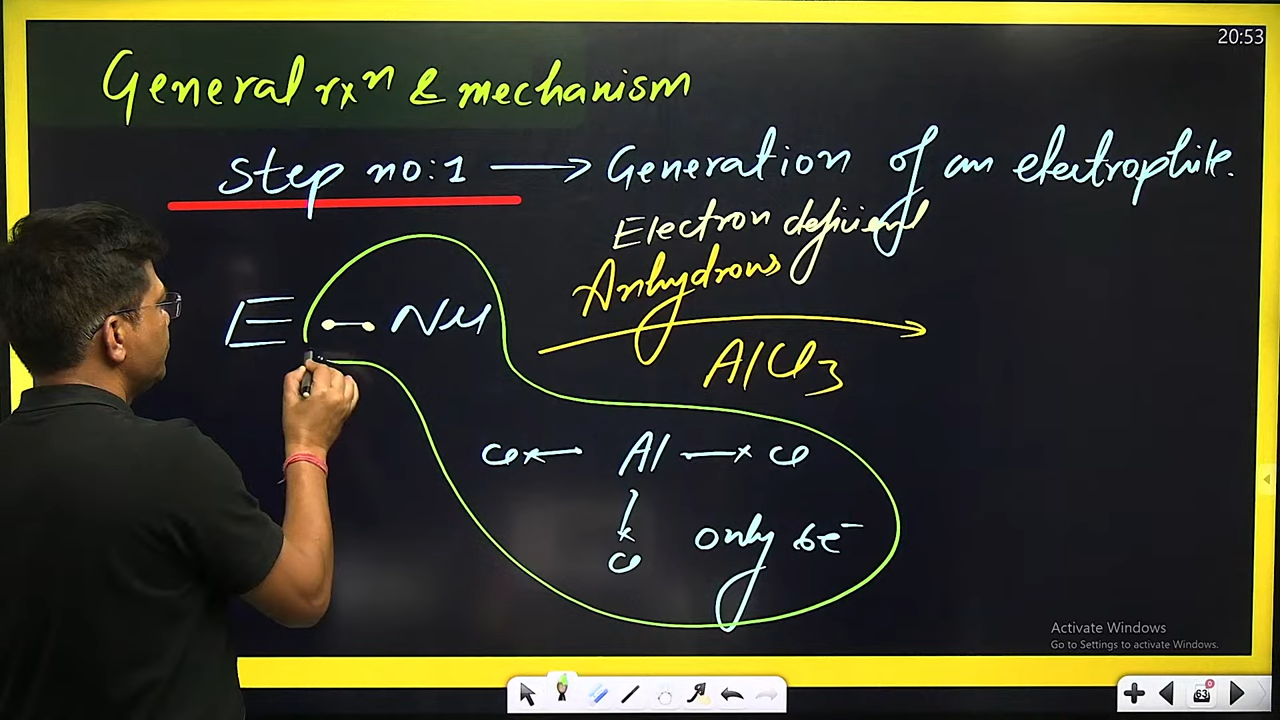 20:53
General rxⁿ & mechanism
Step no:1 → Generation of an electrophile.
Electron deficient
Anhydrous
E •—• Nu →
AlCl3
Cl ×— Al —× Cl
Cl
only 6e⁻
Activate Windows
Go to Settings to activate Windows.
63